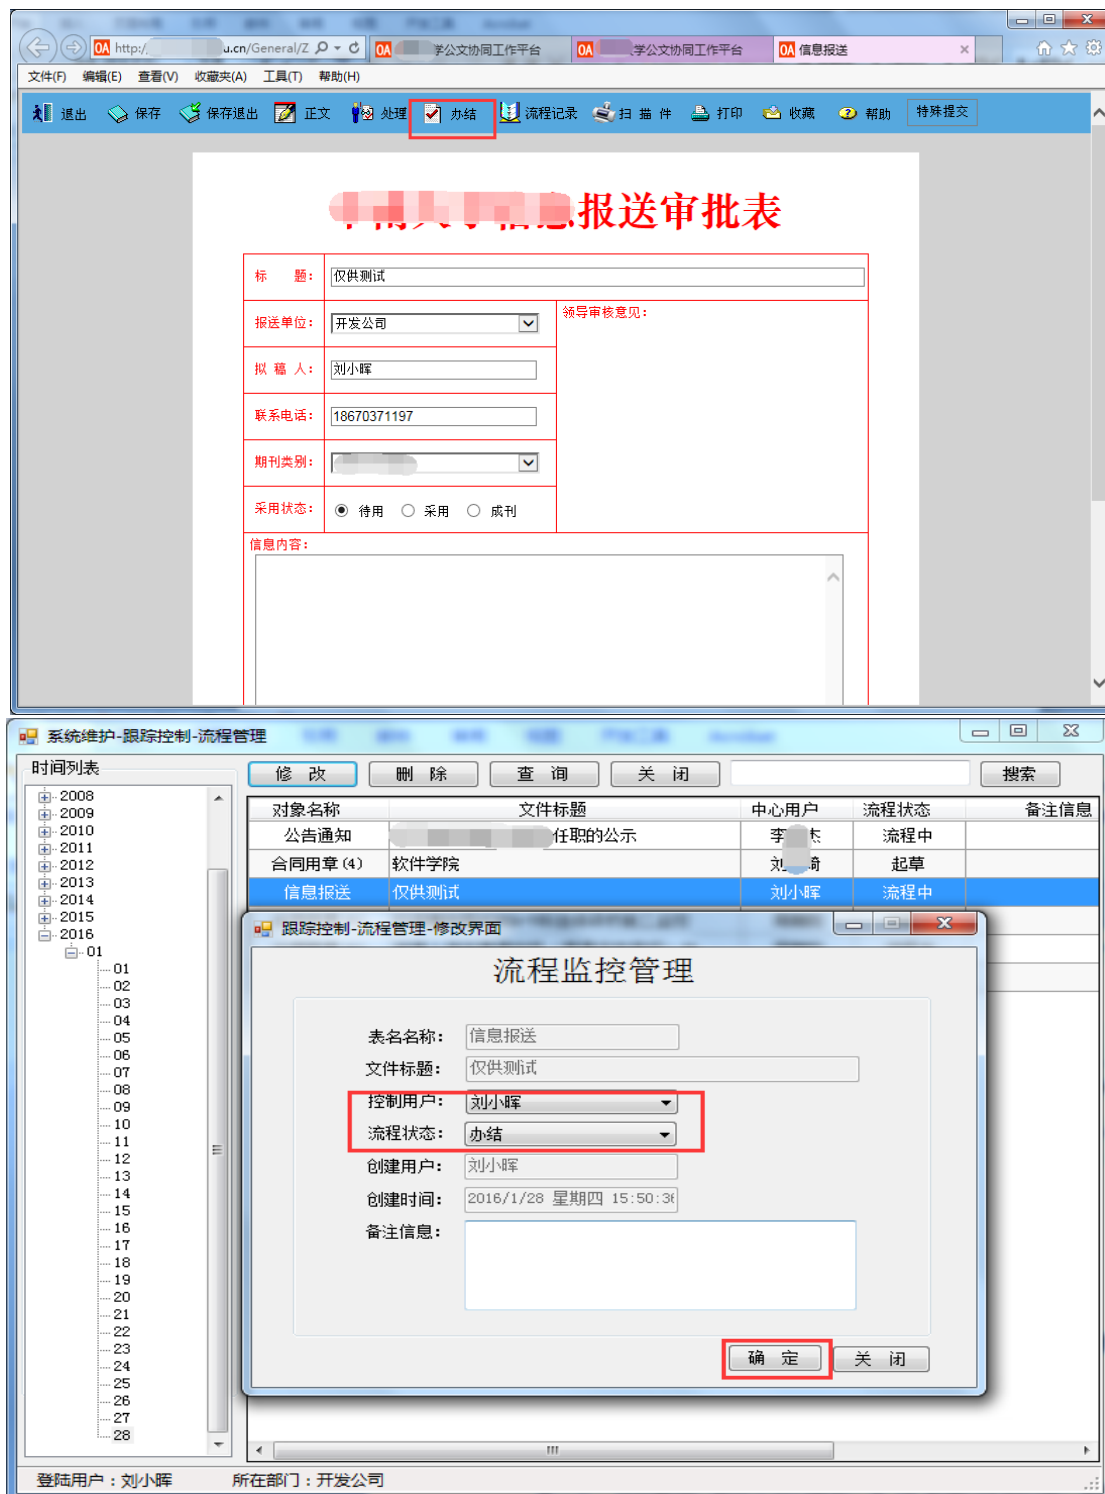 http:/ u.cn/General/Z
OA 学公文协同工作平台
OA 学公文协同工作平台
OA 信息报送
文件(F) 编辑(E) 查看(V) 收藏夹(A) 工具(T) 帮助(H)
退出 保存 保存退出 正文 处理 办结 流程记录 扫 描 件 打印 收藏 帮助 特殊提交
报送审批表
标 题: 仅供测试
报送单位: 开发公司
领导审核意见:
拟 稿 人: 刘小晖
联系电话: 18670371197
期刊类别:
采用状态: 待用 采用 成刊
信息内容:
系统维护-跟踪控制-流程管理
时间列表
修 改 删 除 查 询 关 闭 搜索
对象名称 文件标题 中心用户 流程状态 备注信息
公告通知 任职的公示 李 杰 流程中
合同用章(4) 软件学院 刘 起草
信息报送 仅供测试 刘小晖 流程中
2008
2009
2010
2011
2012
2013
2014
2015
2016
01
01
02
03
04
05
06
07
08
09
10
11
12
13
14
15
16
17
18
19
20
21
22
23
24
25
26
27
28
跟踪控制-流程管理-修改界面
流程监控管理
表名名称: 信息报送
文件标题: 仅供测试
控制用户: 刘小晖
流程状态: 办结
创建用户: 刘小晖
创建时间: 2016/1/28 星期四 15:50:3
备注信息:
确 定 关 闭
登陆用户:刘小晖 所在部门:开发公司